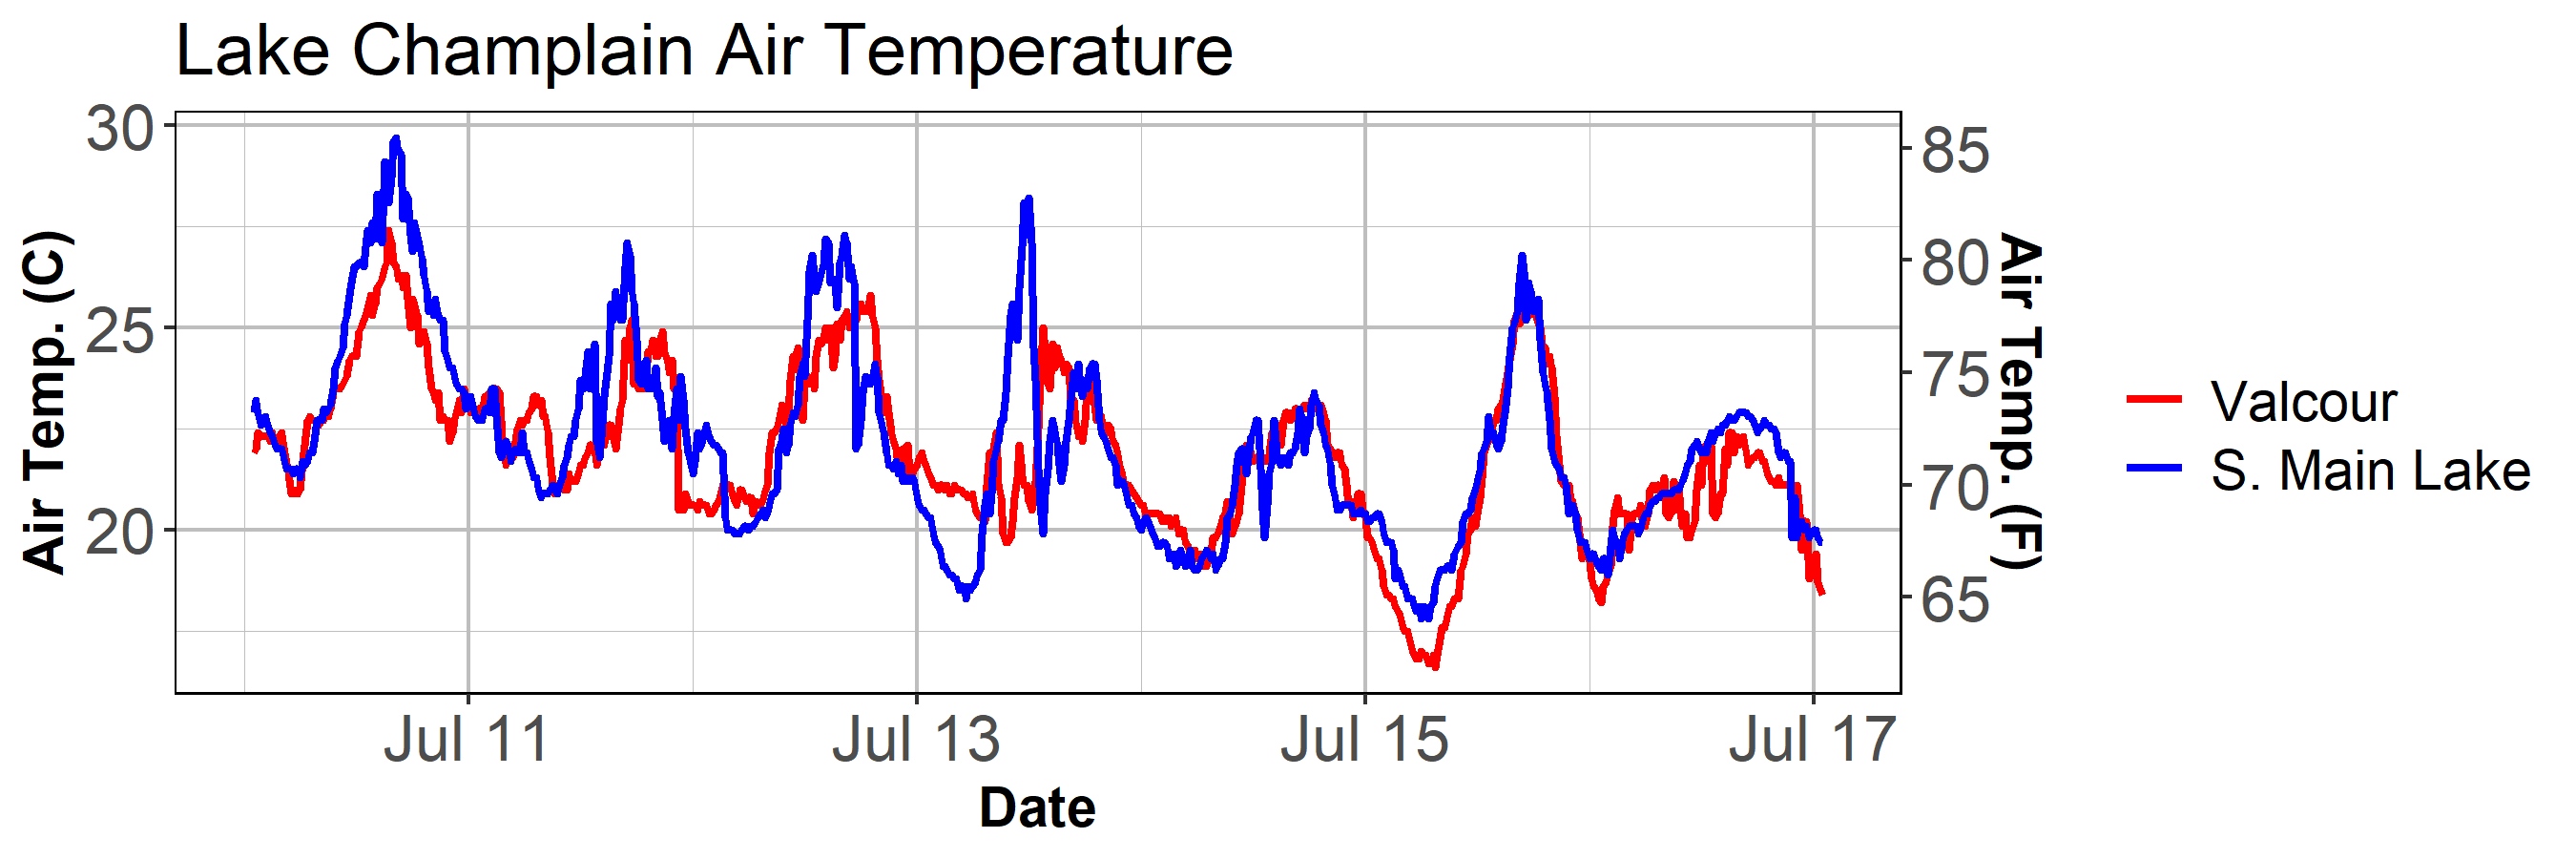 Lake Champlain Air Temperature
30
25
20
Air Temp. (C)
85
80
75
70
65
Air Temp. (F)
Jul 11
Jul 13
Jul 15
Jul 17
Date
Valcour
S. Main Lake